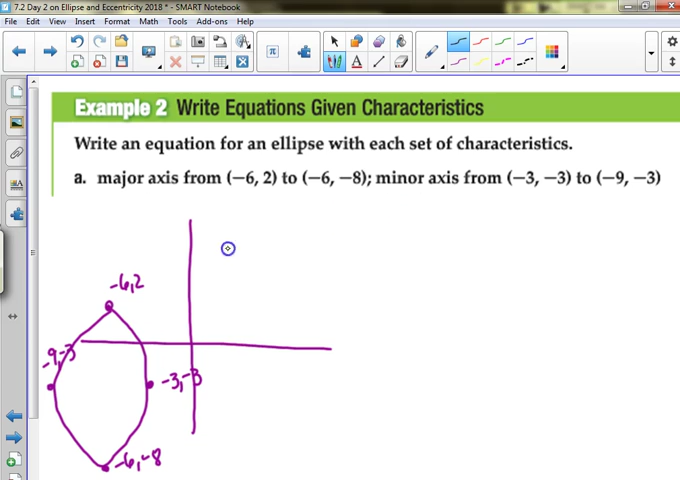 7.2 Day 2 on Ellipse and Eccentricity 2018 * - SMART Notebook
File Edit View Insert Format Tools Add-ons Help
Example 2 Write Equations Given Characteristics
Write an equation for an ellipse with each set of characteristics.
a. major axis from (−6, 2) to (−6, −8); minor axis from (−3, −3) to (−9, −3)
-6,2
-9,-3
-3,-3
-6,-8